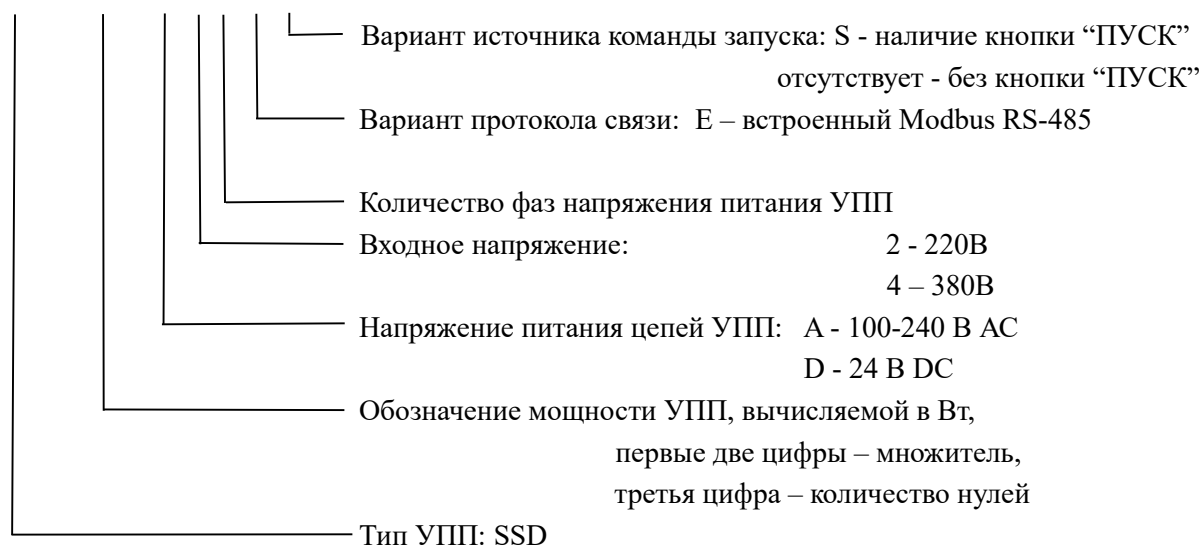 Вариант источника команды запуска: S - наличие кнопки “ПУСК”
отсутствует - без кнопки “ПУСК”
Вариант протокола связи: E – встроенный Modbus RS-485
Количество фаз напряжения питания УПП
Входное напряжение: 2 - 220В
4 – 380В
Напряжение питания цепей УПП: A - 100-240 В AC
D - 24 В DC
Обозначение мощности УПП, вычисляемой в Вт,
первые две цифры – множитель,
третья цифра – количество нулей
Тип УПП: SSD